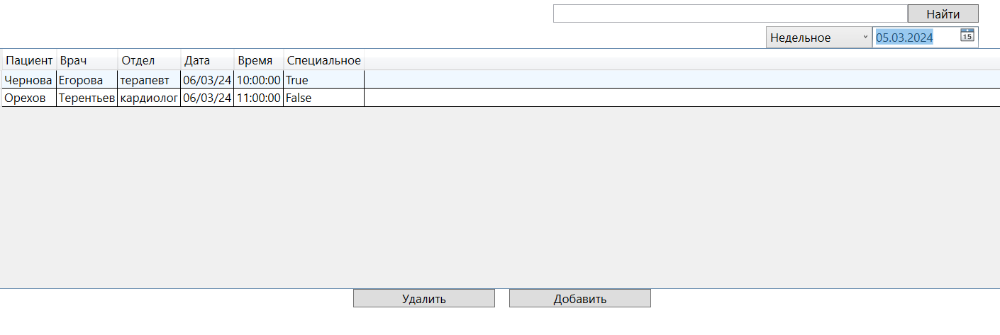 Найти
Недельное 05.03.2024 15
Пациент Врач Отдел Дата Время Специальное
Чернова Егорова терапевт 06/03/24 10:00:00 True
Орехов Терентьев кардиолог 06/03/24 11:00:00 False
Удалить Добавить